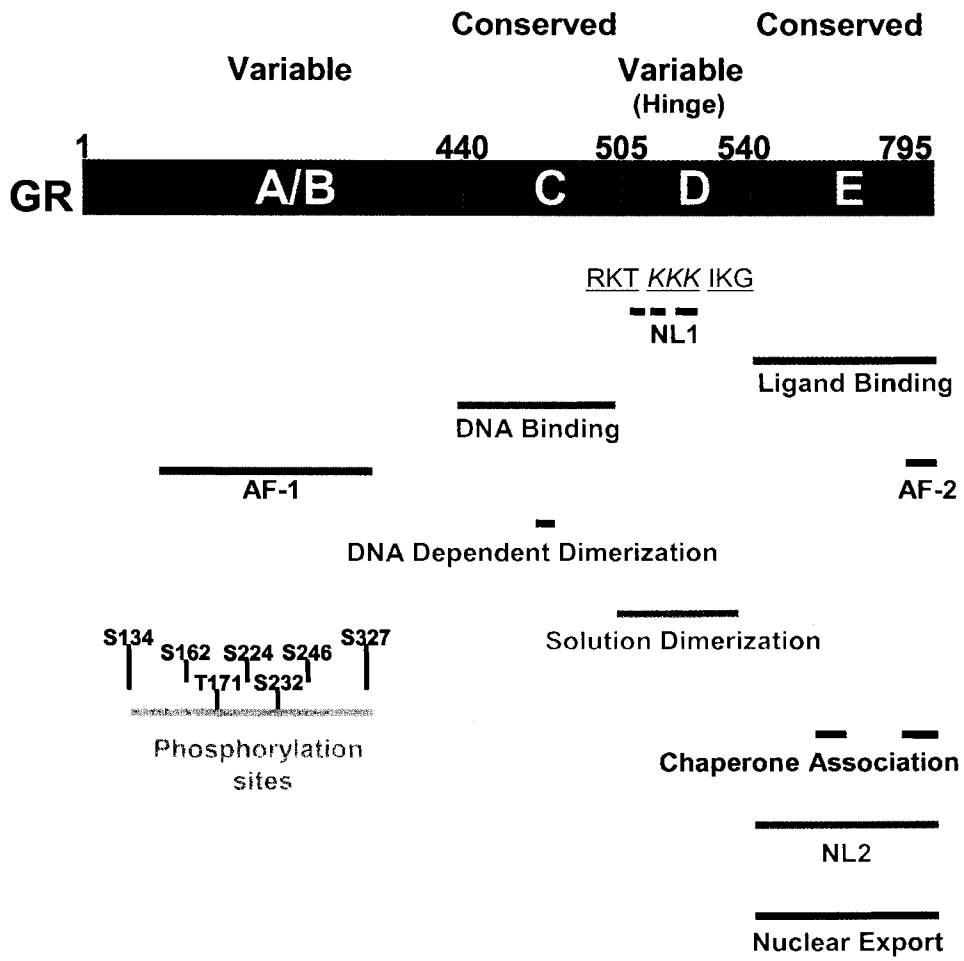 Conserved Conserved
Variable Variable
(Hinge)
1 440 505 540 795
GR A/B C D E
RKT KKK IKG
NL1
Ligand Binding
DNA Binding
AF-1 AF-2
DNA Dependent Dimerization
Solution Dimerization
S134 S327
S162 S224 S246
T171 S232
Phosphorylation
sites
Chaperone Association
NL2
Nuclear Export